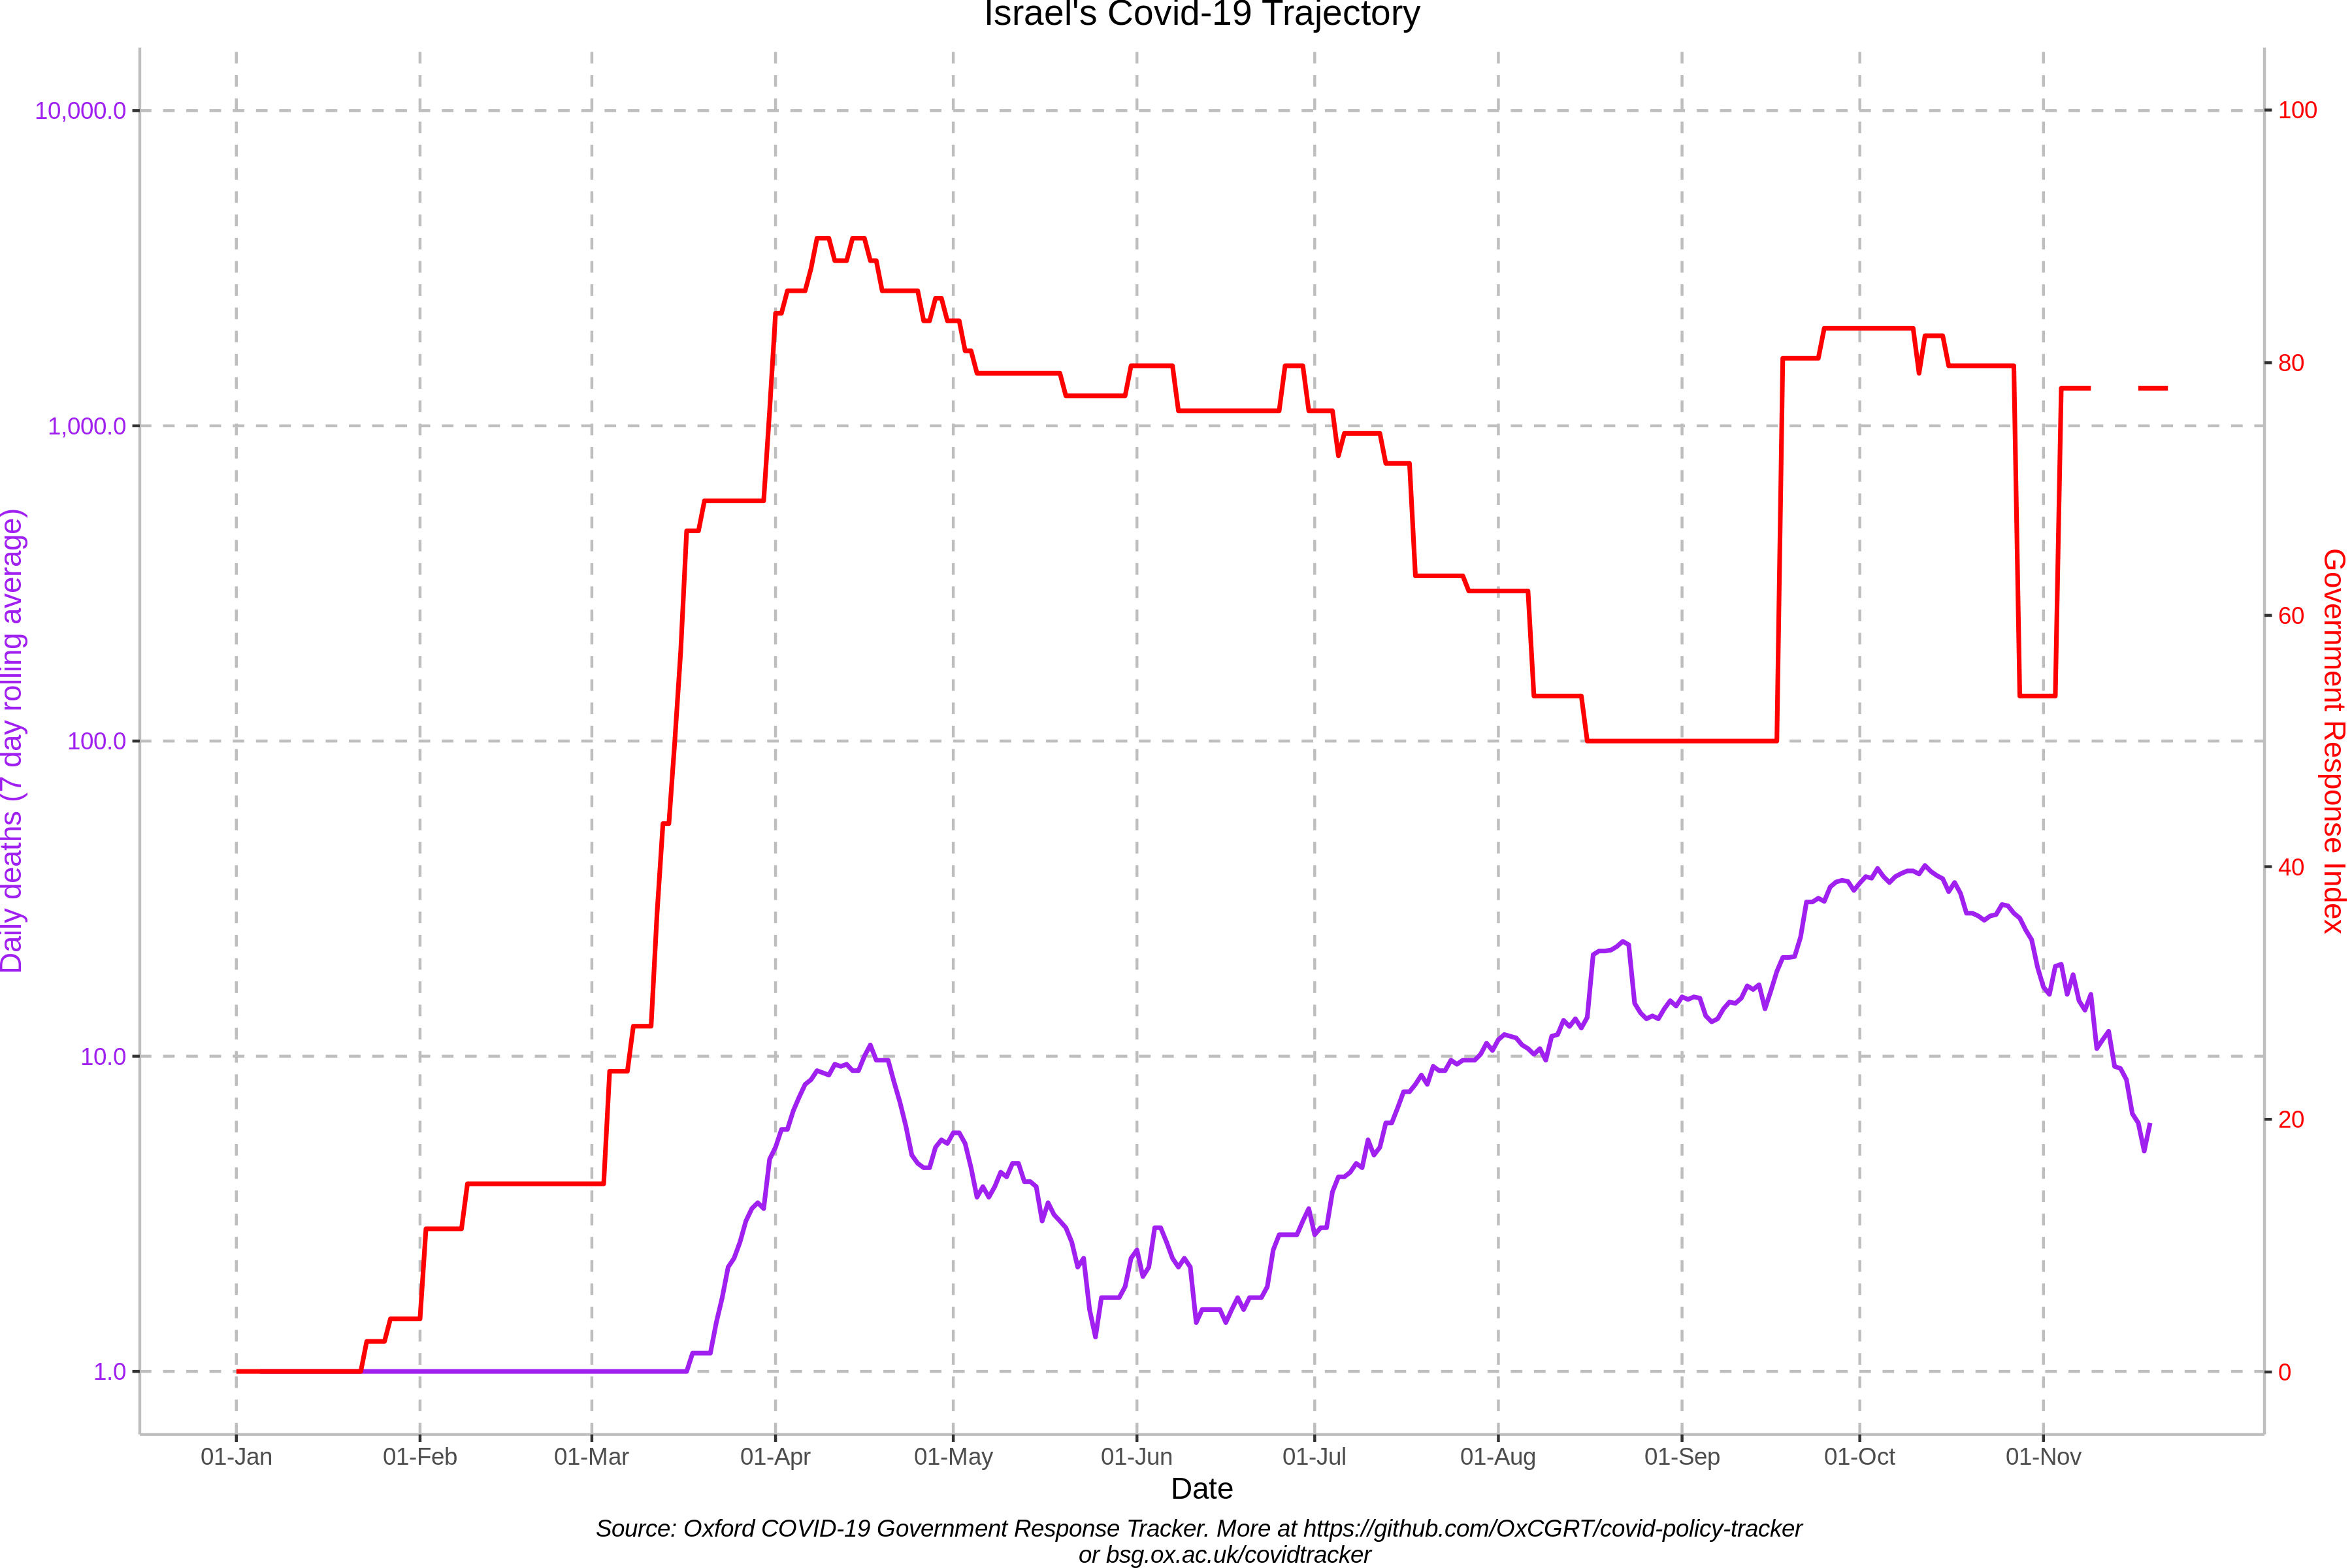 Israel's Covid-19 Trajectory
10,000.0
1,000.0
100.0
10.0
1.0
Daily deaths (7 day rolling average)
100
80
60
40
20
0
Government Response Index
01-Jan
01-Feb
01-Mar
01-Apr
01-May
01-Jun
01-Jul
01-Aug
01-Sep
01-Oct
01-Nov
Date
Source: Oxford COVID-19 Government Response Tracker. More at https://github.com/OxCGRT/covid-policy-tracker
or bsg.ox.ac.uk/covidtracker